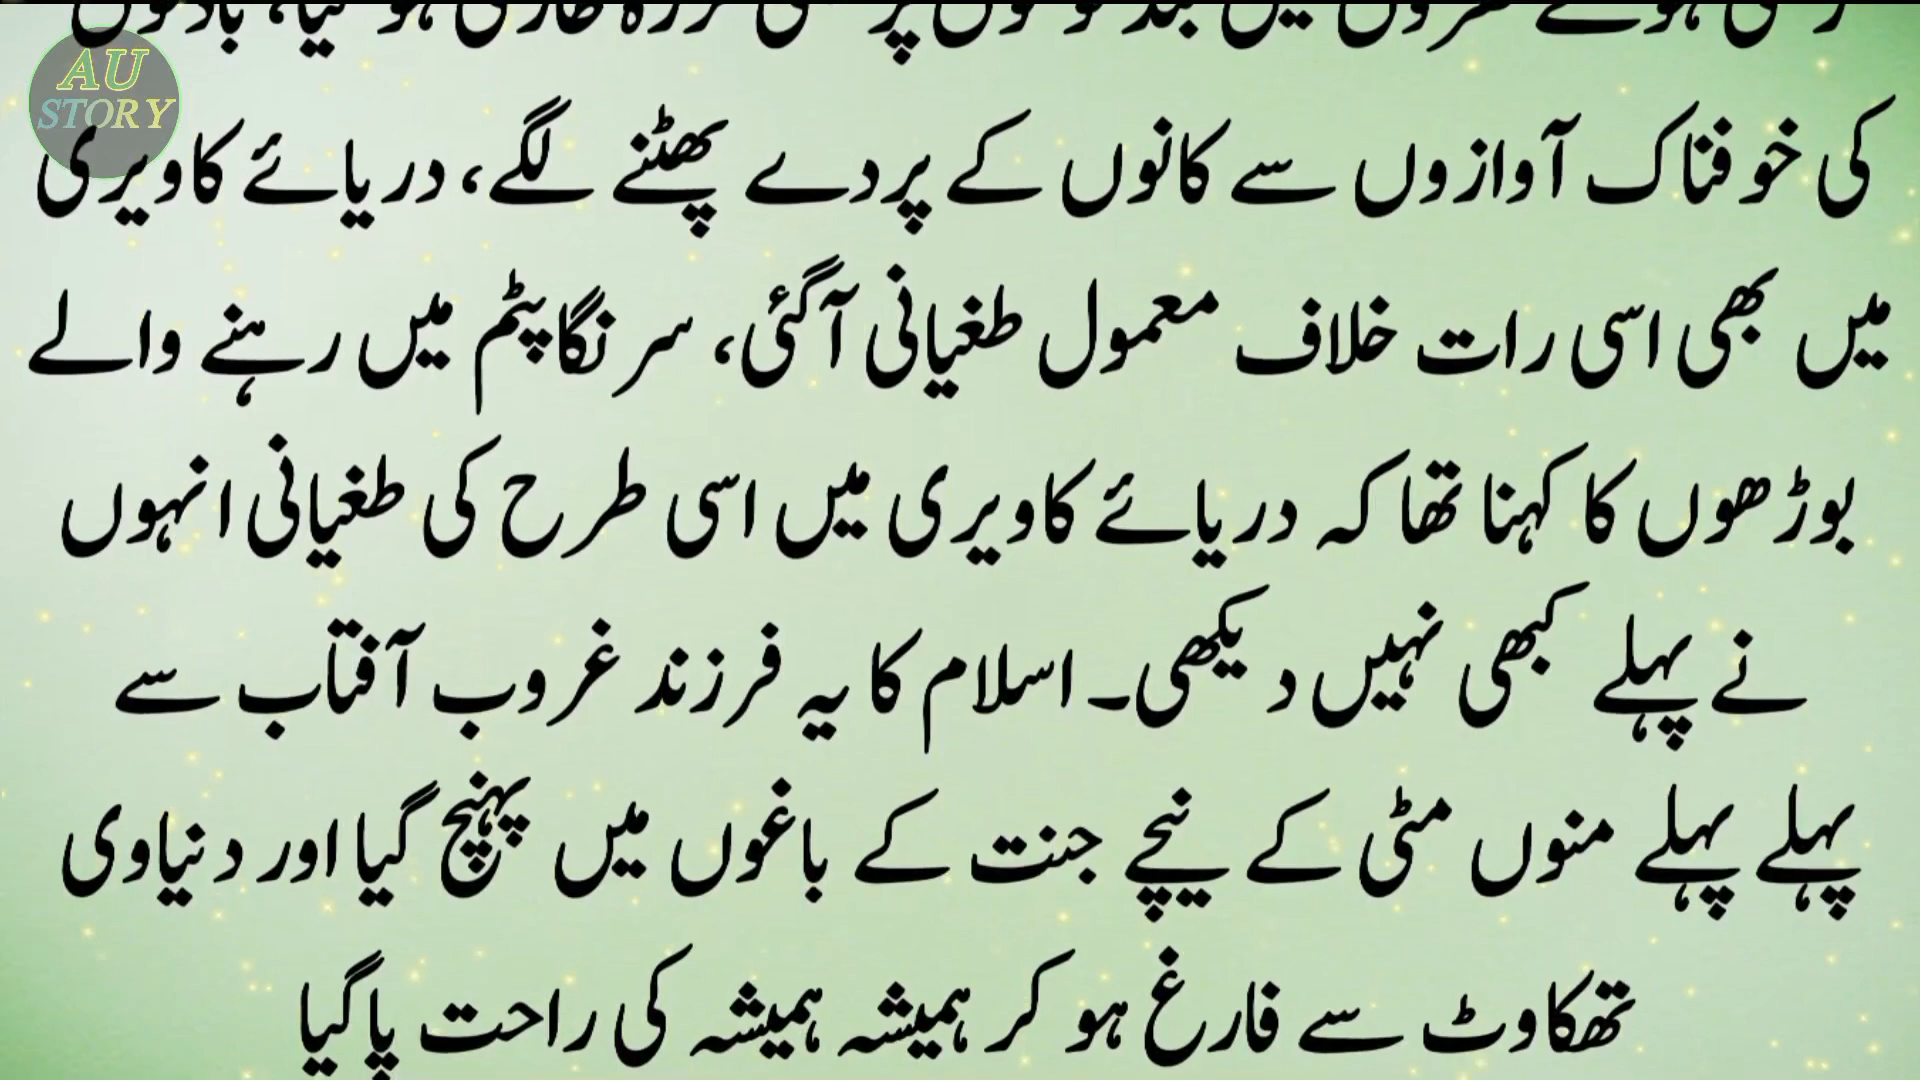 AU
STORY
کی خوفناک آوازوں سے کانوں کے پردے پھٹنے لگے، دریائے کاویری
میں بھی اسی رات خلاف معمول طغیانی آگئی، سرنگاپٹم میں رہنے والے
بوڑھوں کا کہنا تھا کہ دریائے کاویری میں اسی طرح کی طغیانی انہوں
نے پہلے کبھی نہیں دیکھی۔ اسلام کا یہ فرزند غروب آفتاب سے
پہلے پہلے منوں مٹی کے نیچے جنت کے باغوں میں پہنچ گیا اور دنیاوی
تھکاوٹ سے فارغ ہو کر ہمیشہ ہمیشہ کی راحت پاگیا